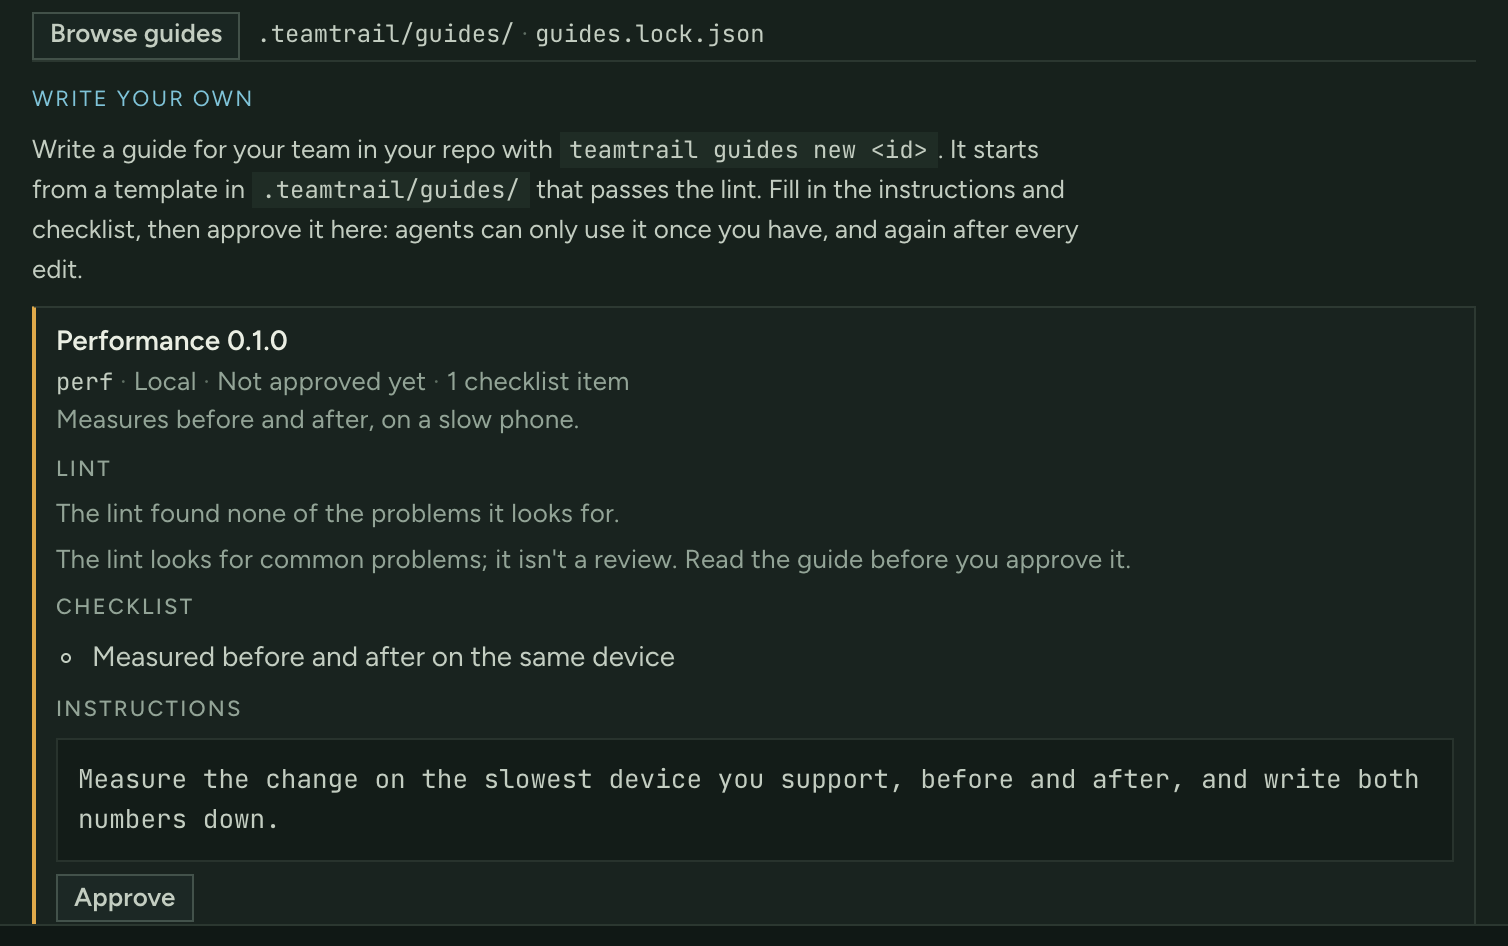 Browse guides .teamtrail/guides/ · guides.lock.json
WRITE YOUR OWN
Write a guide for your team in your repo with teamtrail guides new <id> . It starts
from a template in .teamtrail/guides/ that passes the lint. Fill in the instructions and
checklist, then approve it here: agents can only use it once you have, and again after every
edit.
Performance 0.1.0
perf · Local · Not approved yet · 1 checklist item
Measures before and after, on a slow phone.
LINT
The lint found none of the problems it looks for.
The lint looks for common problems; it isn't a review. Read the guide before you approve it.
CHECKLIST
Measured before and after on the same device
INSTRUCTIONS
Measure the change on the slowest device you support, before and after, and write both
numbers down.
Approve